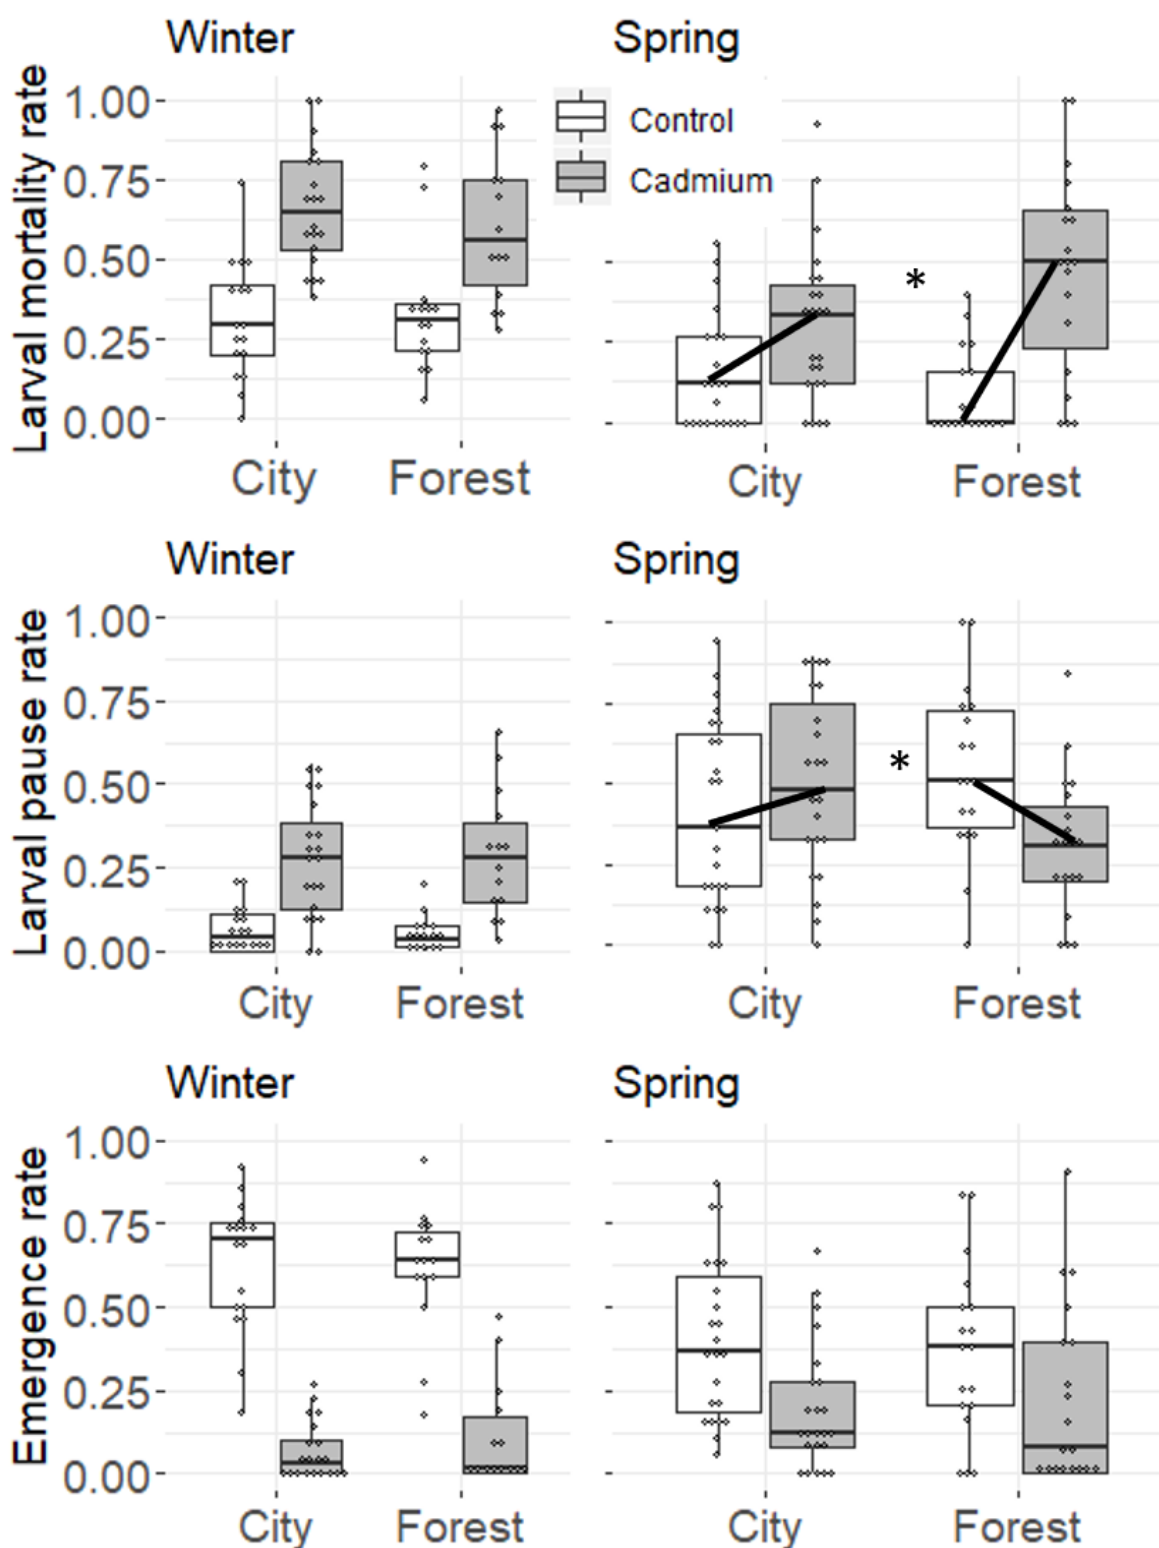 Winter
Spring
Larval mortality rate
1.00
0.75
0.50
0.25
0.00
Control
Cadmium
*
City
Forest
City
Forest
Winter
Spring
Larval pause rate
1.00
0.75
0.50
0.25
0.00
*
City
Forest
City
Forest
Winter
Spring
Emergence rate
1.00
0.75
0.50
0.25
0.00
City
Forest
City
Forest